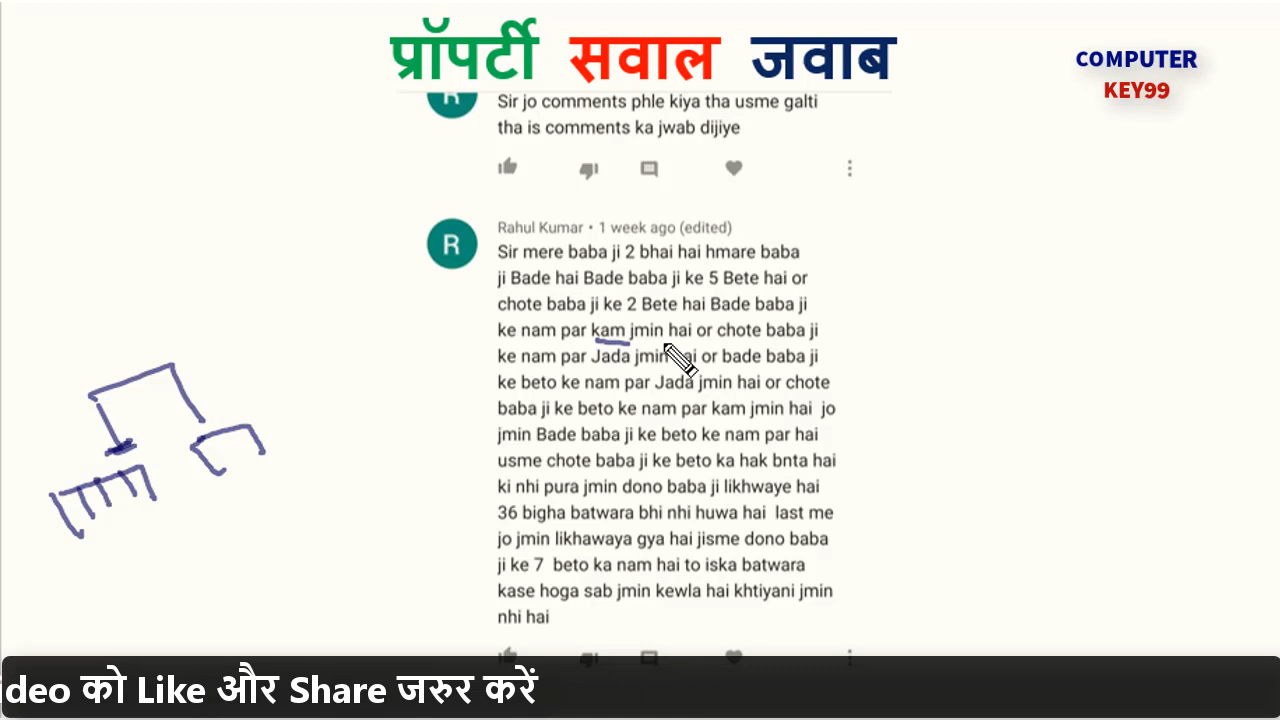 प्रॉपर्टी सवाल जवाब
COMPUTER
KEY99
R
Sir jo comments phle kiya tha usme galti
tha is comments ka jwab dijiye
Rahul Kumar • 1 week ago (edited)
R
Sir mere baba ji 2 bhai hai hmare baba
ji Bade hai Bade baba ji ke 5 Bete hai or
chote baba ji ke 2 Bete hai Bade baba ji
ke nam par kam jmin hai or chote baba ji
ke nam par Jada jmin hai or bade baba ji
ke beto ke nam par Jada jmin hai or chote
baba ji ke beto ke nam par kam jmin hai jo
jmin Bade baba ji ke beto ke nam par hai
usme chote baba ji ke beto ka hak bnta hai
ki nhi pura jmin dono baba ji likhwaye hai
36 bigha batwara bhi nhi huwa hai last me
jo jmin likhawaya gya hai jisme dono baba
ji ke 7 beto ka nam hai to iska batwara
kase hoga sab jmin kewla hai khtiyani jmin
nhi hai
deo को Like और Share जरुर करें